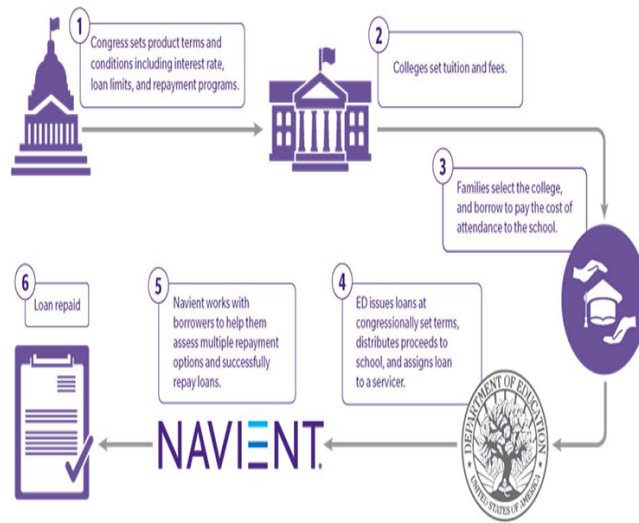 1
Congress sets product terms and
conditions including interest rate,
loan limits, and repayment programs.
2
Colleges set tuition and fees.
3
Families select the college,
and borrow to pay the cost of
attendance to the school.
4
ED issues loans at
congressionally set terms,
distributes proceeds to
school, and assigns loan
to a servicer.
5
Navient works with
borrowers to help them
assess multiple repayment
options and successfully
repay loans.
6
Loan repaid
DEPARTMENT OF EDUCATION
UNITED STATES OF AMERICA
NAVIENT.